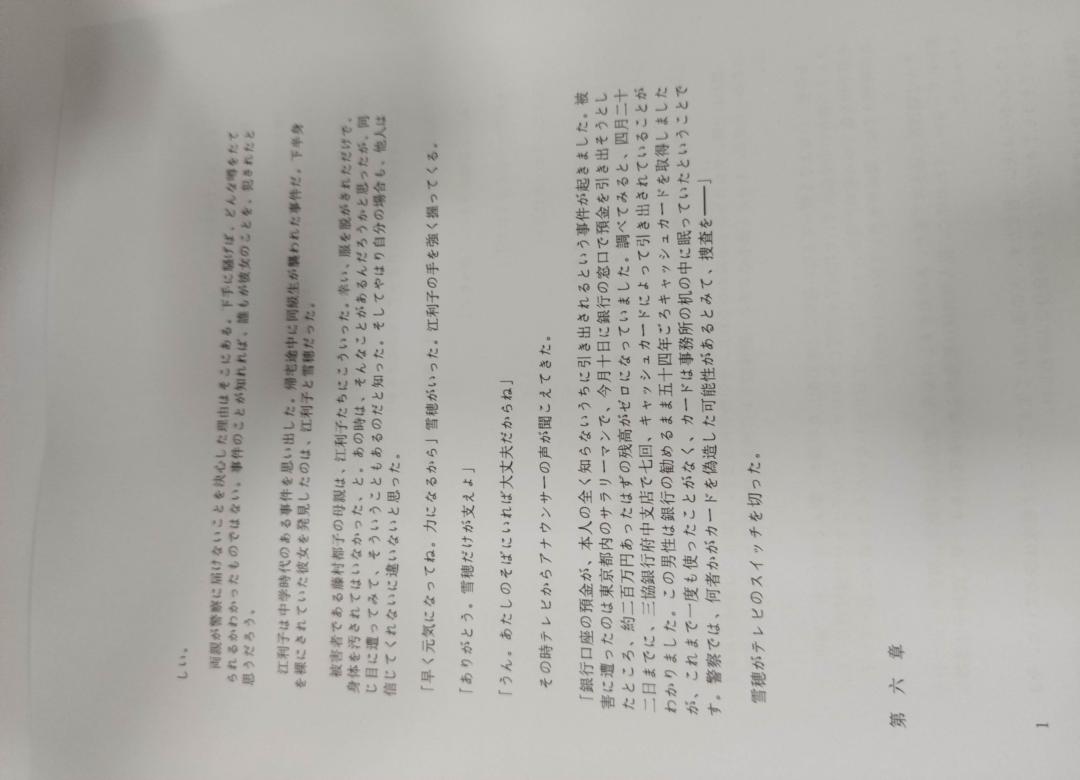 しい。
両親が警察に届けないことを決心した理由はそこにある。下手に騒げば、どんな噂をたて
られるかわかったものではない。事件のことが知れれば、誰もが彼女のことを、犯されたと
思うだろう。
江利子は中学時代のある事件を思い出した。帰宅途中に同級生が襲われた事件だ。下半身
を裸にされていた彼女を発見したのは、江利子と雪穂だった。
被害者である藤村都子の母親は、江利子たちにこういった。幸い、服を脱がされただけで、
身体を汚されてはいなかった、と。あの時は、そんなことがあるんだろうかと思ったが、同
じ目に遭ってみて、そういうこともあるのだと知った。そしてやはり自分の場合も、他人は
信じてくれないに違いないと思った。
「早く元気になってね。力になるから」雪穂がいった。江利子の手を強く握ってくる。
「ありがとう。雪穂だけが支えよ」
「うん。あたしのそばにいれば大丈夫だからね」
その時テレビからアナウンサーの声が聞こえてきた。
「銀行口座の預金が、本人の全く知らないうちに引き出されるという事件が起きました。被
害に遭ったのは東京都内のサラリーマンで、今月十日に銀行の窓口で預金を引き出そうとし
たところ、約二百万円あったはずの残高がゼロになっていました。調べてみると、四月二十
二日までに、三協銀行府中支店で七回、キャッシュカードによって引き出されていることが
わかりました。この男性は銀行の勧めるまま五十四年ごろキャッシュカードを取得しました
が、これまで一度も使ったことがなく、カードは事務所の机の中に眠っていたということで
す。警察では、何者かがカードを偽造した可能性があるとみて、捜査を――」
雪穂がテレビのスイッチを切った。
第六章
1